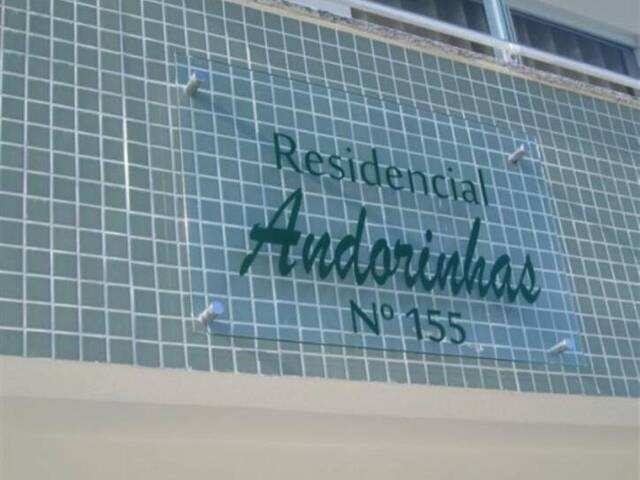 Residencial
Andorinhas
Nº 155